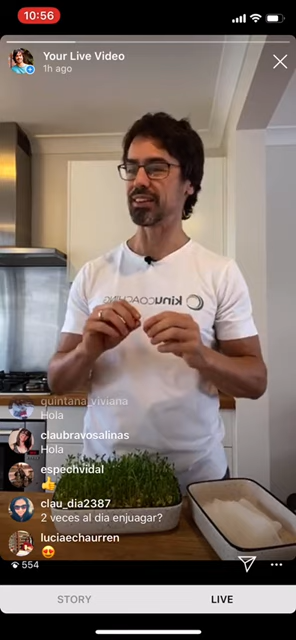 10:56
Your Live Video
1h ago
kinuCOACHING
quintana_viviana
Hola
claubravosalinas
Hola
espechvidal
👍
clau_dia2387
2 veces al día enjuagar?
luciaechaurren
😍
554
STORY LIVE